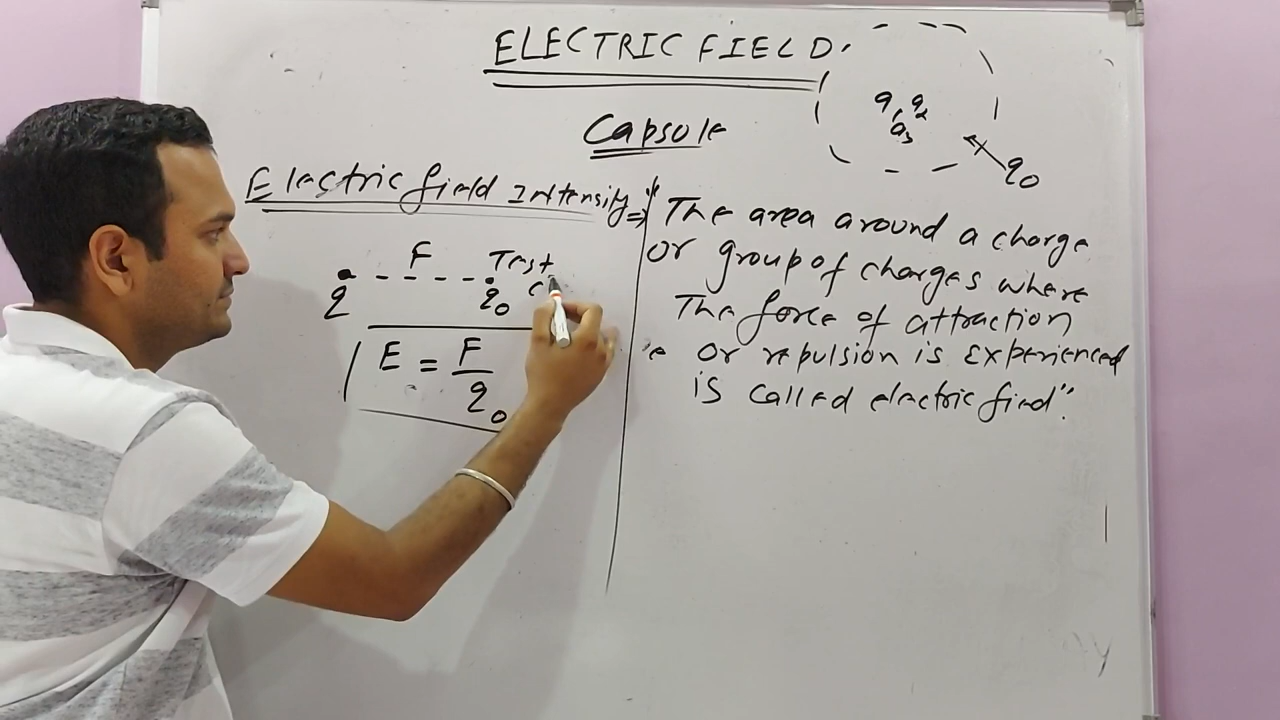 ELECTRIC FIELD.
Capsule
q1 q2
q3
q0
Electric field Intensity ⇒
F
Test
q
q0 c
E = F
q0
"The area around a charge
or group of charges where
The force of attraction
or repulsion is experienced
is called electric field".